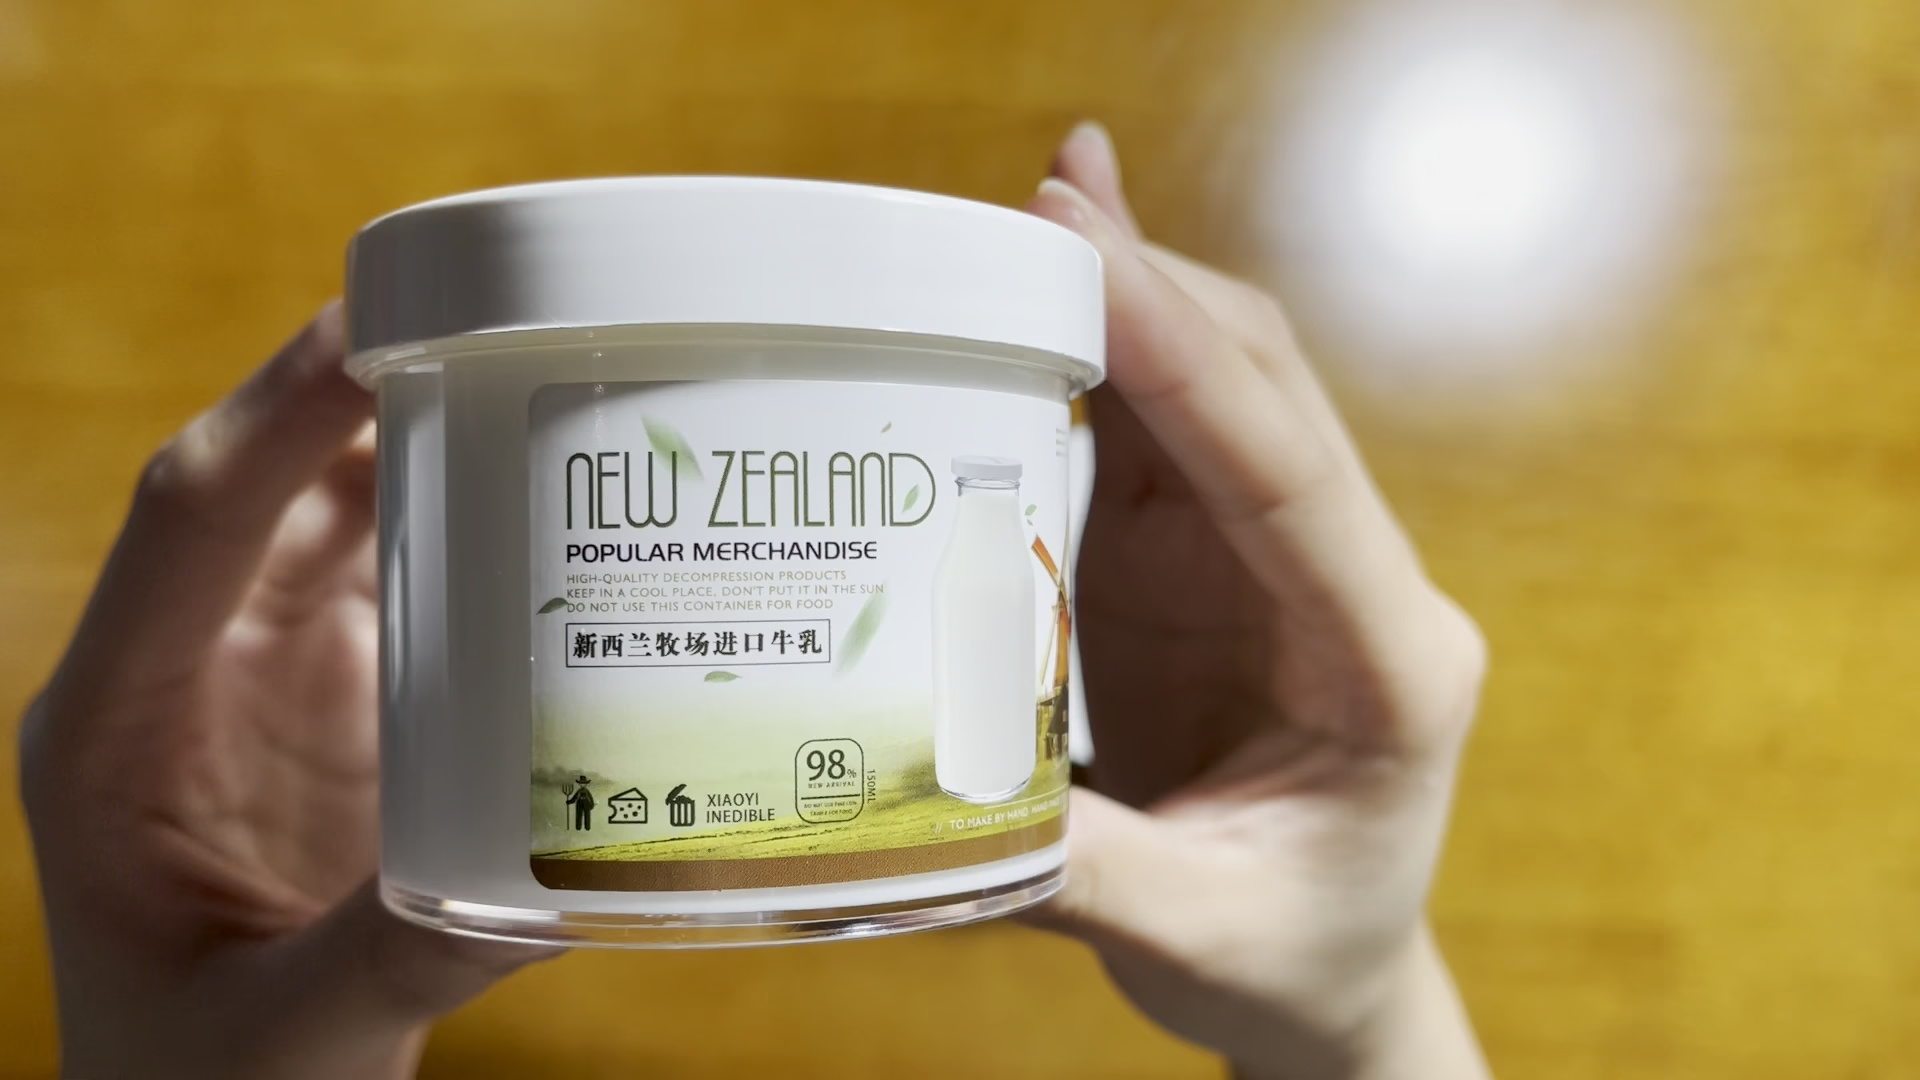 NEW ZEALAND
POPULAR MERCHANDISE
HIGH-QUALITY DECOMPRESSION PRODUCTS
KEEP IN A COOL PLACE, DON'T PUT IT IN THE SUN
DO NOT USE THIS CONTAINER FOR FOOD
新西兰牧场进口牛乳
XIAOYI
INEDIBLE
98%
NEW ARRIVAL
150ML
// TO MAKE BY HAND